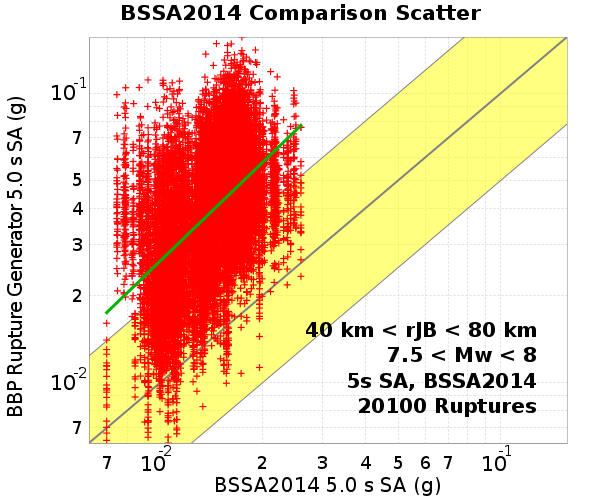 BSSA2014 Comparison Scatter
BBP Rupture Generator 5.0 s SA (g)
10-1
7
5
4
3
2
10-2
7
40 km < rJB < 80 km
7.5 < Mw < 8
5s SA, BSSA2014
20100 Ruptures
7 10-2 2 3 4 5 6 7 10-1
BSSA2014 5.0 s SA (g)